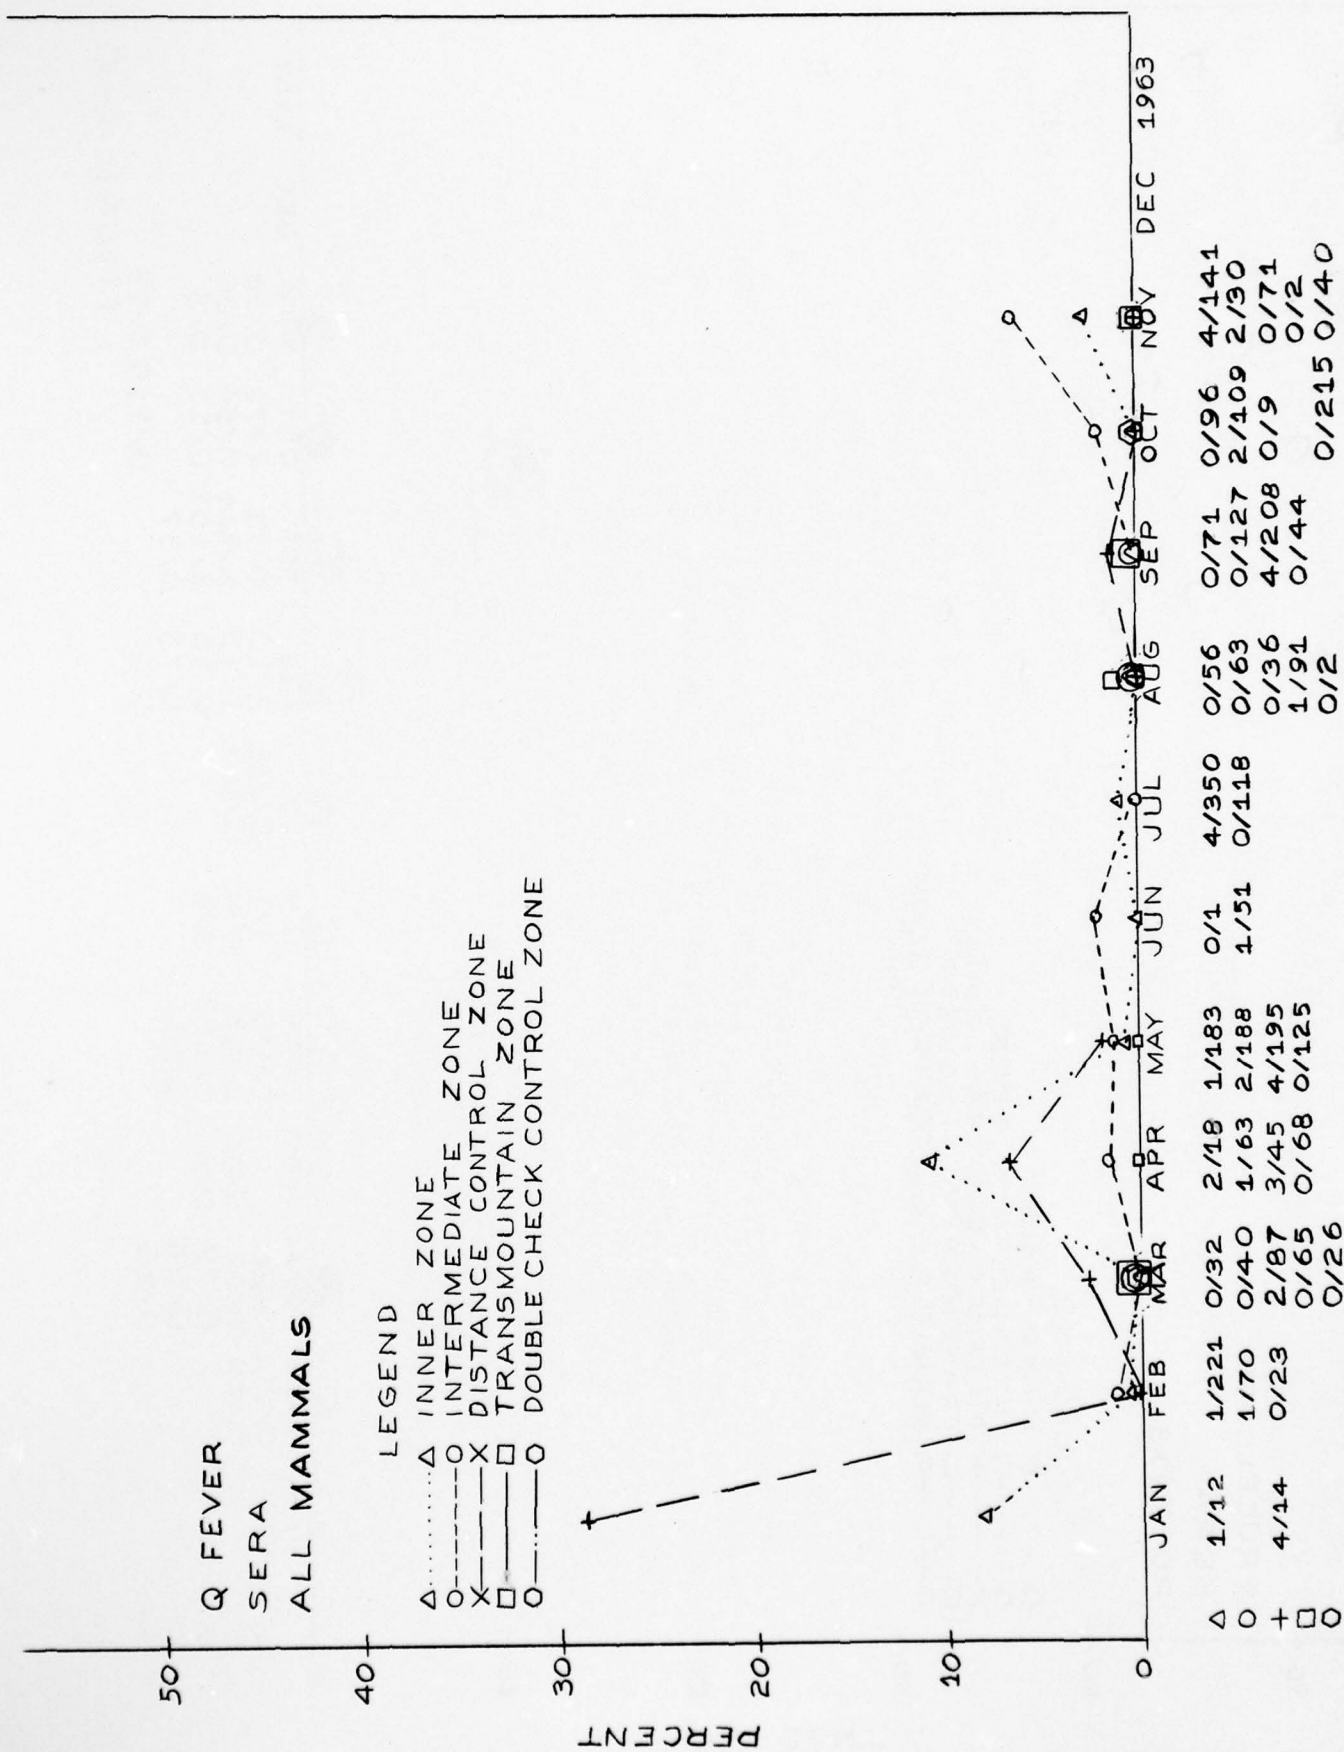 Q FEVER
SERA
ALL MAMMALS
LEGEND
INNER ZONE
INTERMEDIATE ZONE
DISTANCE CONTROL ZONE
TRANSMOUNTAIN ZONE
DOUBLE CHECK CONTROL ZONE
PERCENT
50
40
30
20
10
0
JAN FEB MAR APR MAY JUN JUL AUG SEP OCT NOV DEC 1963
1/12 1/221 0/32 2/18 1/183 0/1 4/350 0/56 0/71 0/96 4/141
1/70 0/40 1/63 2/188 1/51 0/118 0/63 0/127 2/109 2/30
4/14 0/23 2/87 3/45 4/195 0/36 4/208 0/9 0/71
0/65 0/68 0/125 1/91 0/44 0/2
0/26 0/2 0/215 0/40